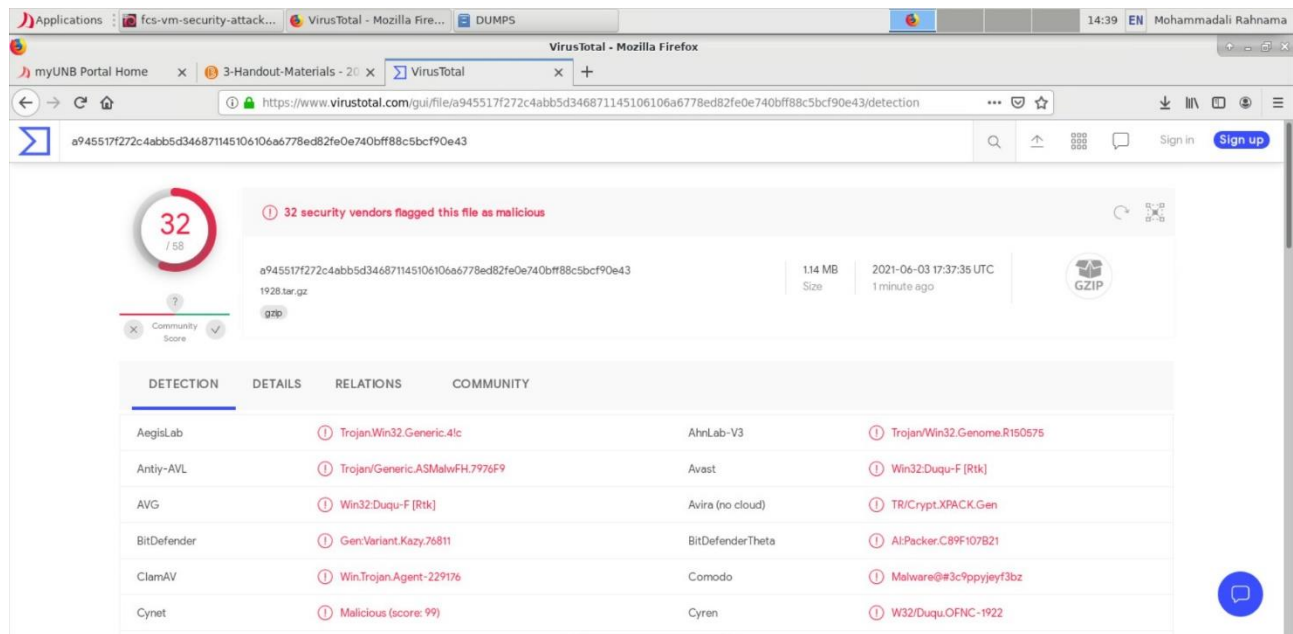 Applications fcs-vm-security-attack... VirusTotal - Mozilla Fire... DUMPS 14:39 EN Mohammadali Rahnama
VirusTotal - Mozilla Firefox
myUNB Portal Home 3-Handout-Materials - 20 VirusTotal
https://www.virustotal.com/gui/file/a945517f272c4abb5d346871145106106a6778ed82fe0e740bff88c5bcf90e43/detection
a945517f272c4abb5d346871145106106a6778ed82fe0e740bff88c5bcf90e43 Sign in Sign up
32 security vendors flagged this file as malicious
32
/ 58
a945517f272c4abb5d346871145106106a6778ed82fe0e740bff88c5bcf90e43
1928.tar.gz
gzip
1.14 MB
Size
2021-06-03 17:37:35 UTC
1 minute ago
GZIP
?
Community
Score
DETECTION DETAILS RELATIONS COMMUNITY
AegisLab Trojan.Win32.Generic.4!c AhnLab-V3 Trojan/Win32.Genome.R150575
Antiy-AVL Trojan/Generic.ASMalwFH.7976F9 Avast Win32:Duqu-F [Rtk]
AVG Win32:Duqu-F [Rtk] Avira (no cloud) TR/Crypt.XPACK.Gen
BitDefender Gen:Variant.Kazy.76811 BitDefenderTheta AI:Packer.C89F107B21
ClamAV Win.Trojan.Agent-229176 Comodo Malware@#3c9ppyjeyf3bz
Cynet Malicious (score: 99) Cyren W32/Duqu.OFNC-1922